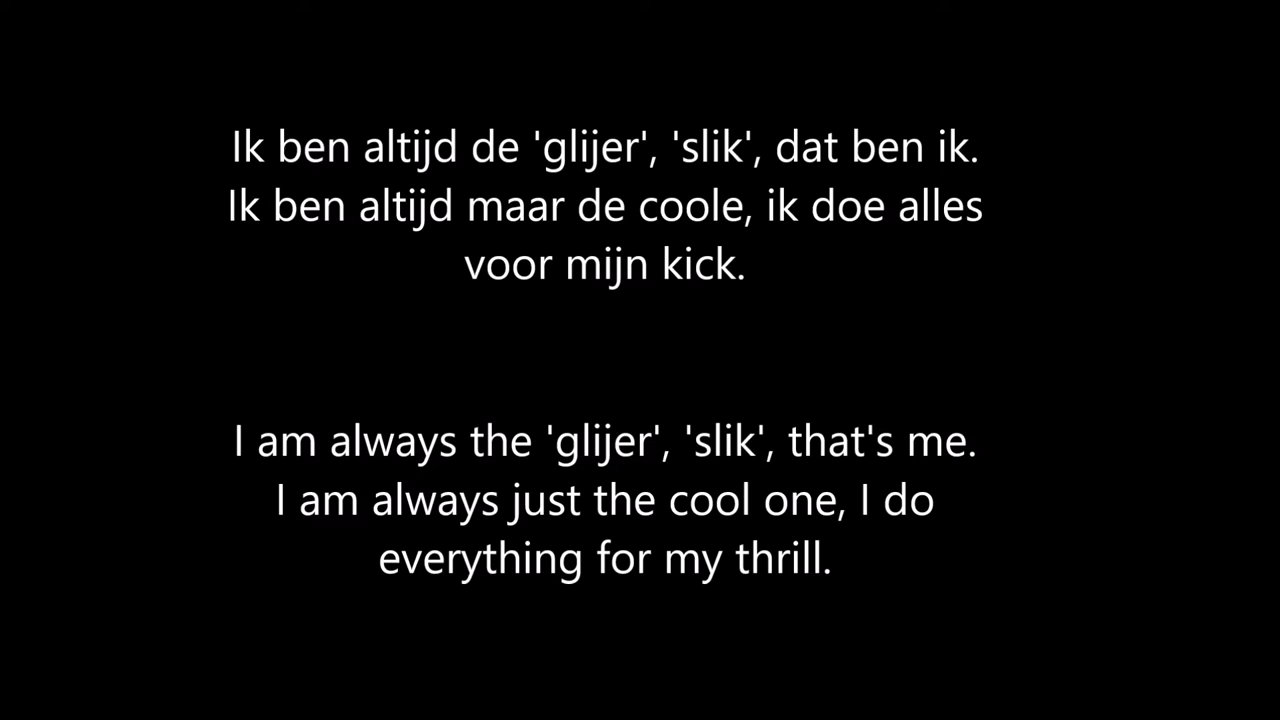 Ik ben altijd de 'glijer', 'slik', dat ben ik.
Ik ben altijd maar de coole, ik doe alles
voor mijn kick.
I am always the 'glijer', 'slik', that's me.
I am always just the cool one, I do
everything for my thrill.